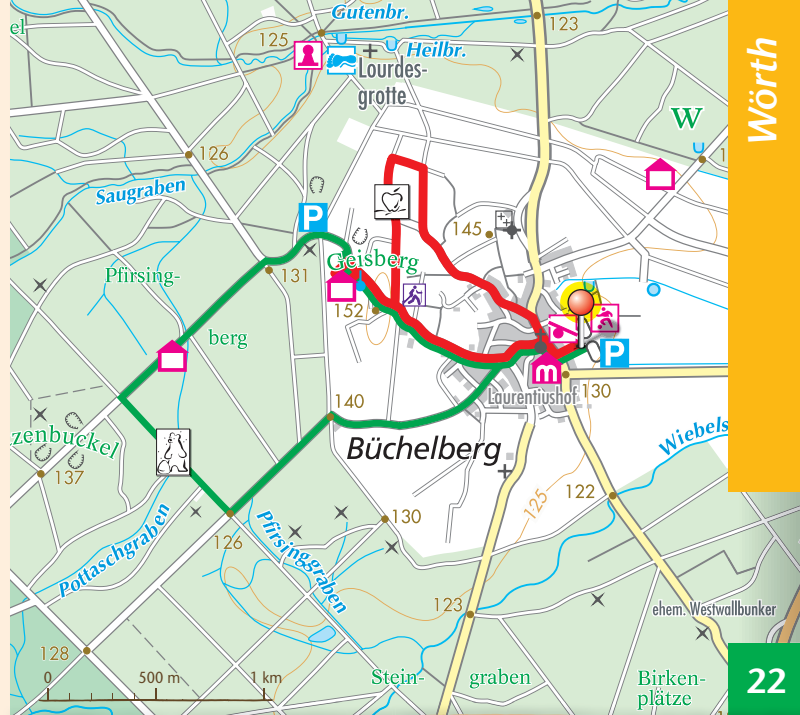 Gutenbr.
123
el
125
Heilbr.
Lourdes-
grotte
Wörth
W
126
1
Saugraben
P
145
Geisberg
Pfirsing-
131
152
berg
P
130
140
Laurentiushof
zenbuckel
Büchelberg
Wiebels
137
122
125
130
126
Pottaschgraben
Pfirsinggraben
123
ehem. Westwallbunker
128
0 500 m 1 km
Stein- graben
Birken-
plätze
22